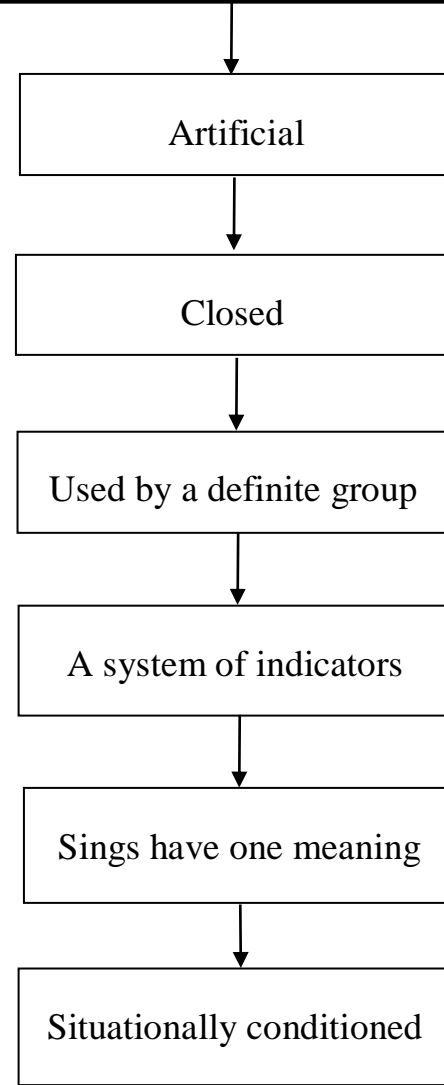 Artificial
Closed
Used by a definite group
A system of indicators
Sings have one meaning
Situationally conditioned